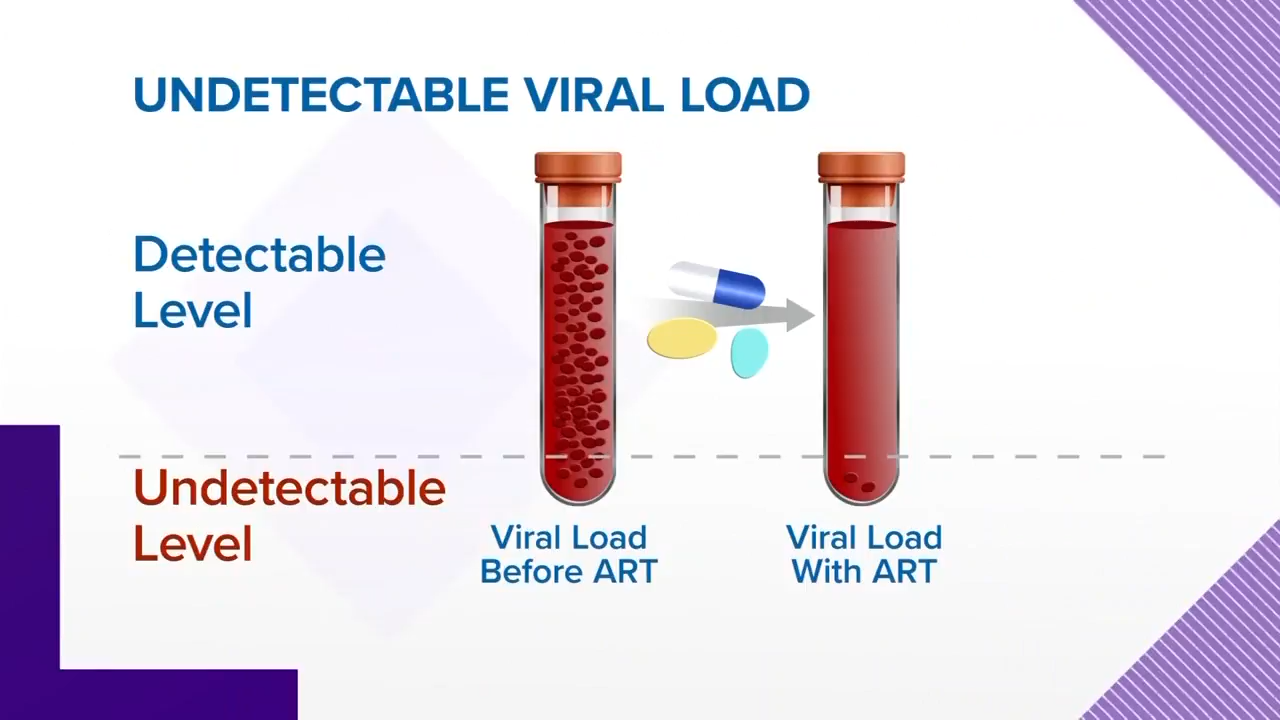 UNDETECTABLE VIRAL LOAD
Detectable
Level
Undetectable
Level
Viral Load
Before ART
Viral Load
With ART